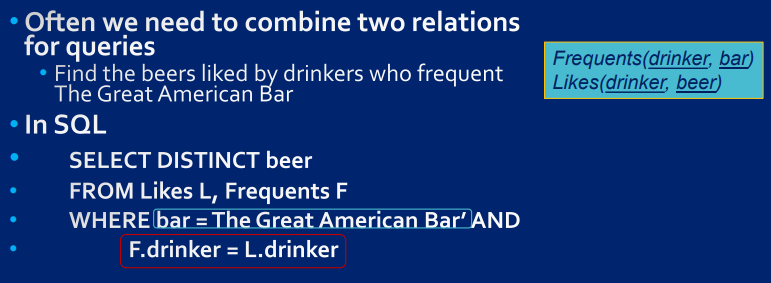 • Often we need to combine two relations
for queries
• Find the beers liked by drinkers who frequent
The Great American Bar
Frequents(drinker, bar)
Likes(drinker, beer)
• In SQL
• SELECT DISTINCT beer
• FROM Likes L, Frequents F
• WHERE bar = The Great American Bar’ AND
• F.drinker = L.drinker